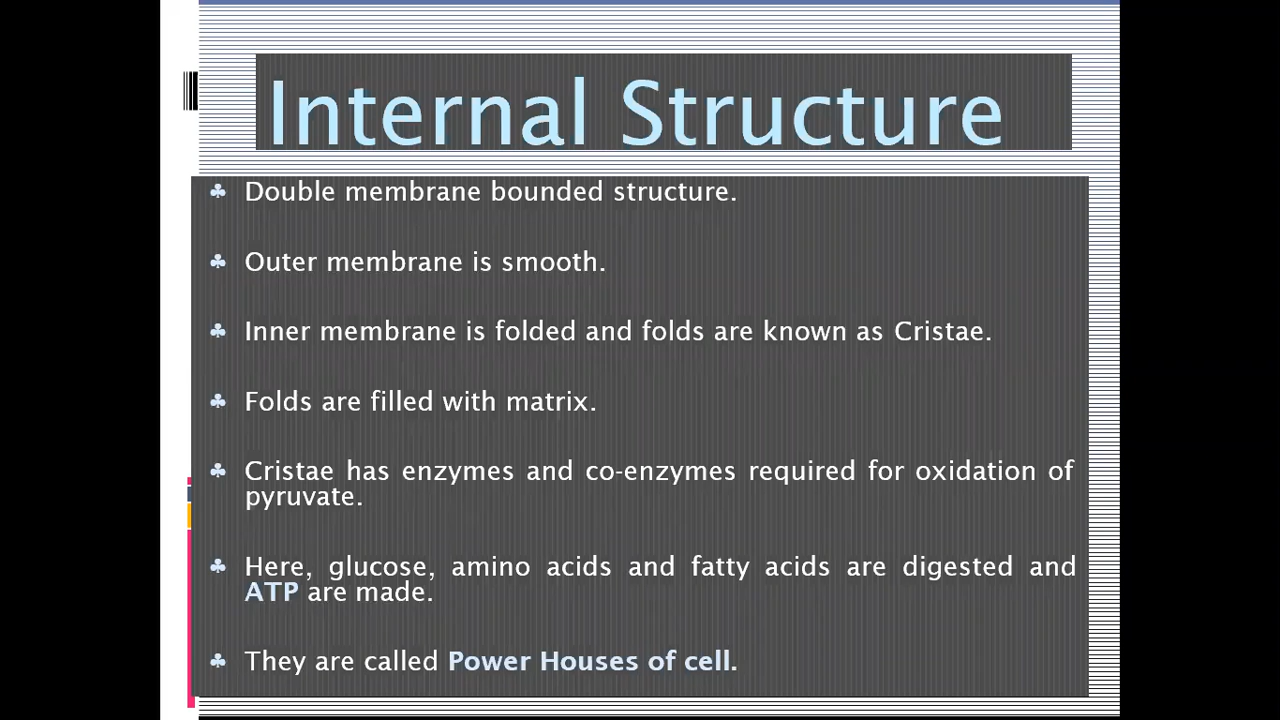 Internal Structure
♣ Double membrane bounded structure.
♣ Outer membrane is smooth.
♣ Inner membrane is folded and folds are known as Cristae.
♣ Folds are filled with matrix.
♣ Cristae has enzymes and co-enzymes required for oxidation of
pyruvate.
♣ Here, glucose, amino acids and fatty acids are digested and
ATP are made.
♣ They are called Power Houses of cell.